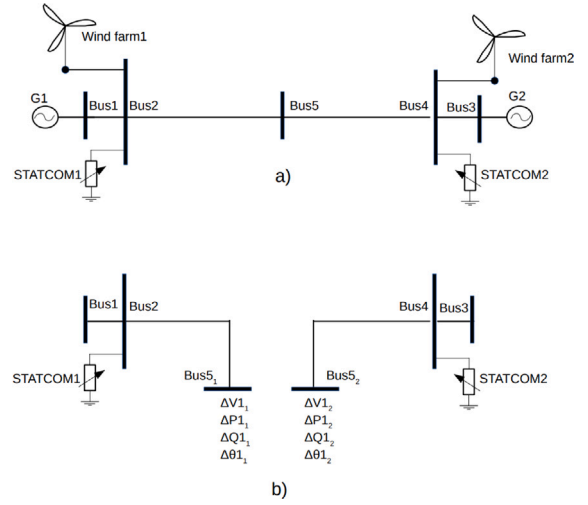 Wind farm1
Wind farm2
G1
Bus1
Bus2
Bus5
Bus4
Bus3
G2
STATCOM1
STATCOM2
a)
Bus1
Bus2
Bus4
Bus3
STATCOM1
Bus5₁
Bus5₂
STATCOM2
ΔV1₁
ΔP1₁
ΔQ1₁
Δθ1₁
ΔV1₂
ΔP1₂
ΔQ1₂
Δθ1₂
b)